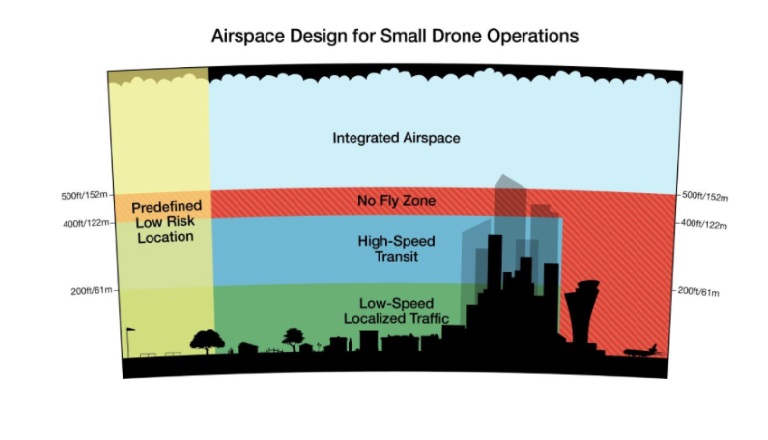 Airspace Design for Small Drone Operations
Integrated Airspace
500ft/152m
500ft/152m
No Fly Zone
Predefined
Low Risk
Location
400ft/122m
400ft/122m
High-Speed
Transit
200ft/61m
200ft/61m
Low-Speed
Localized Traffic